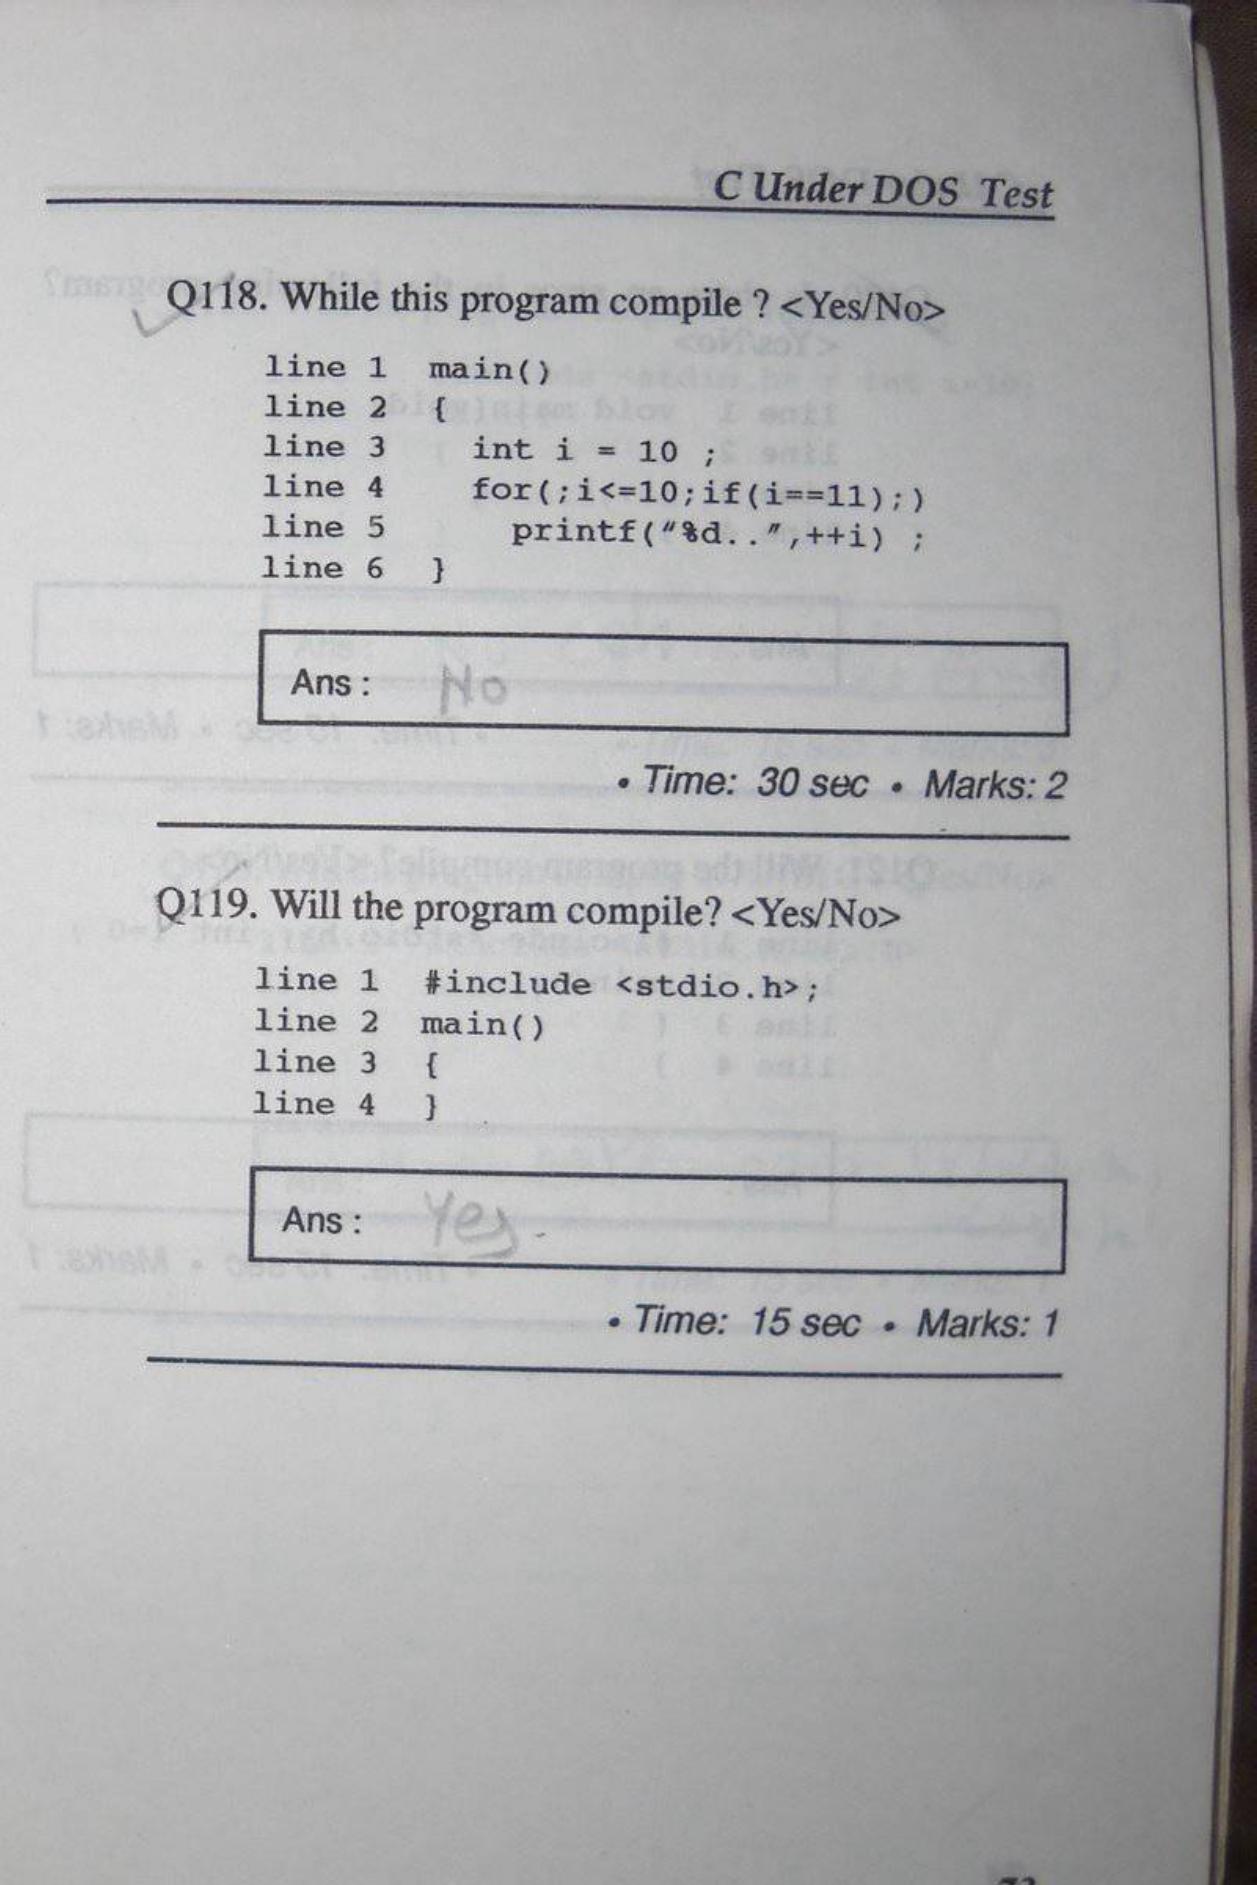 C Under DOS Test
Q118. While this program compile ? <Yes/No>
line 1 main()
line 2 {
line 3 int i = 10 ;
line 4 for(;i<=10;if(i==11);)
line 5 printf("%d..",++i) ;
line 6 }
Ans : No
• Time: 30 sec • Marks: 2
Q119. Will the program compile? <Yes/No>
line 1 #include <stdio.h>;
line 2 main()
line 3 {
line 4 }
Ans : Yes
• Time: 15 sec • Marks: 1